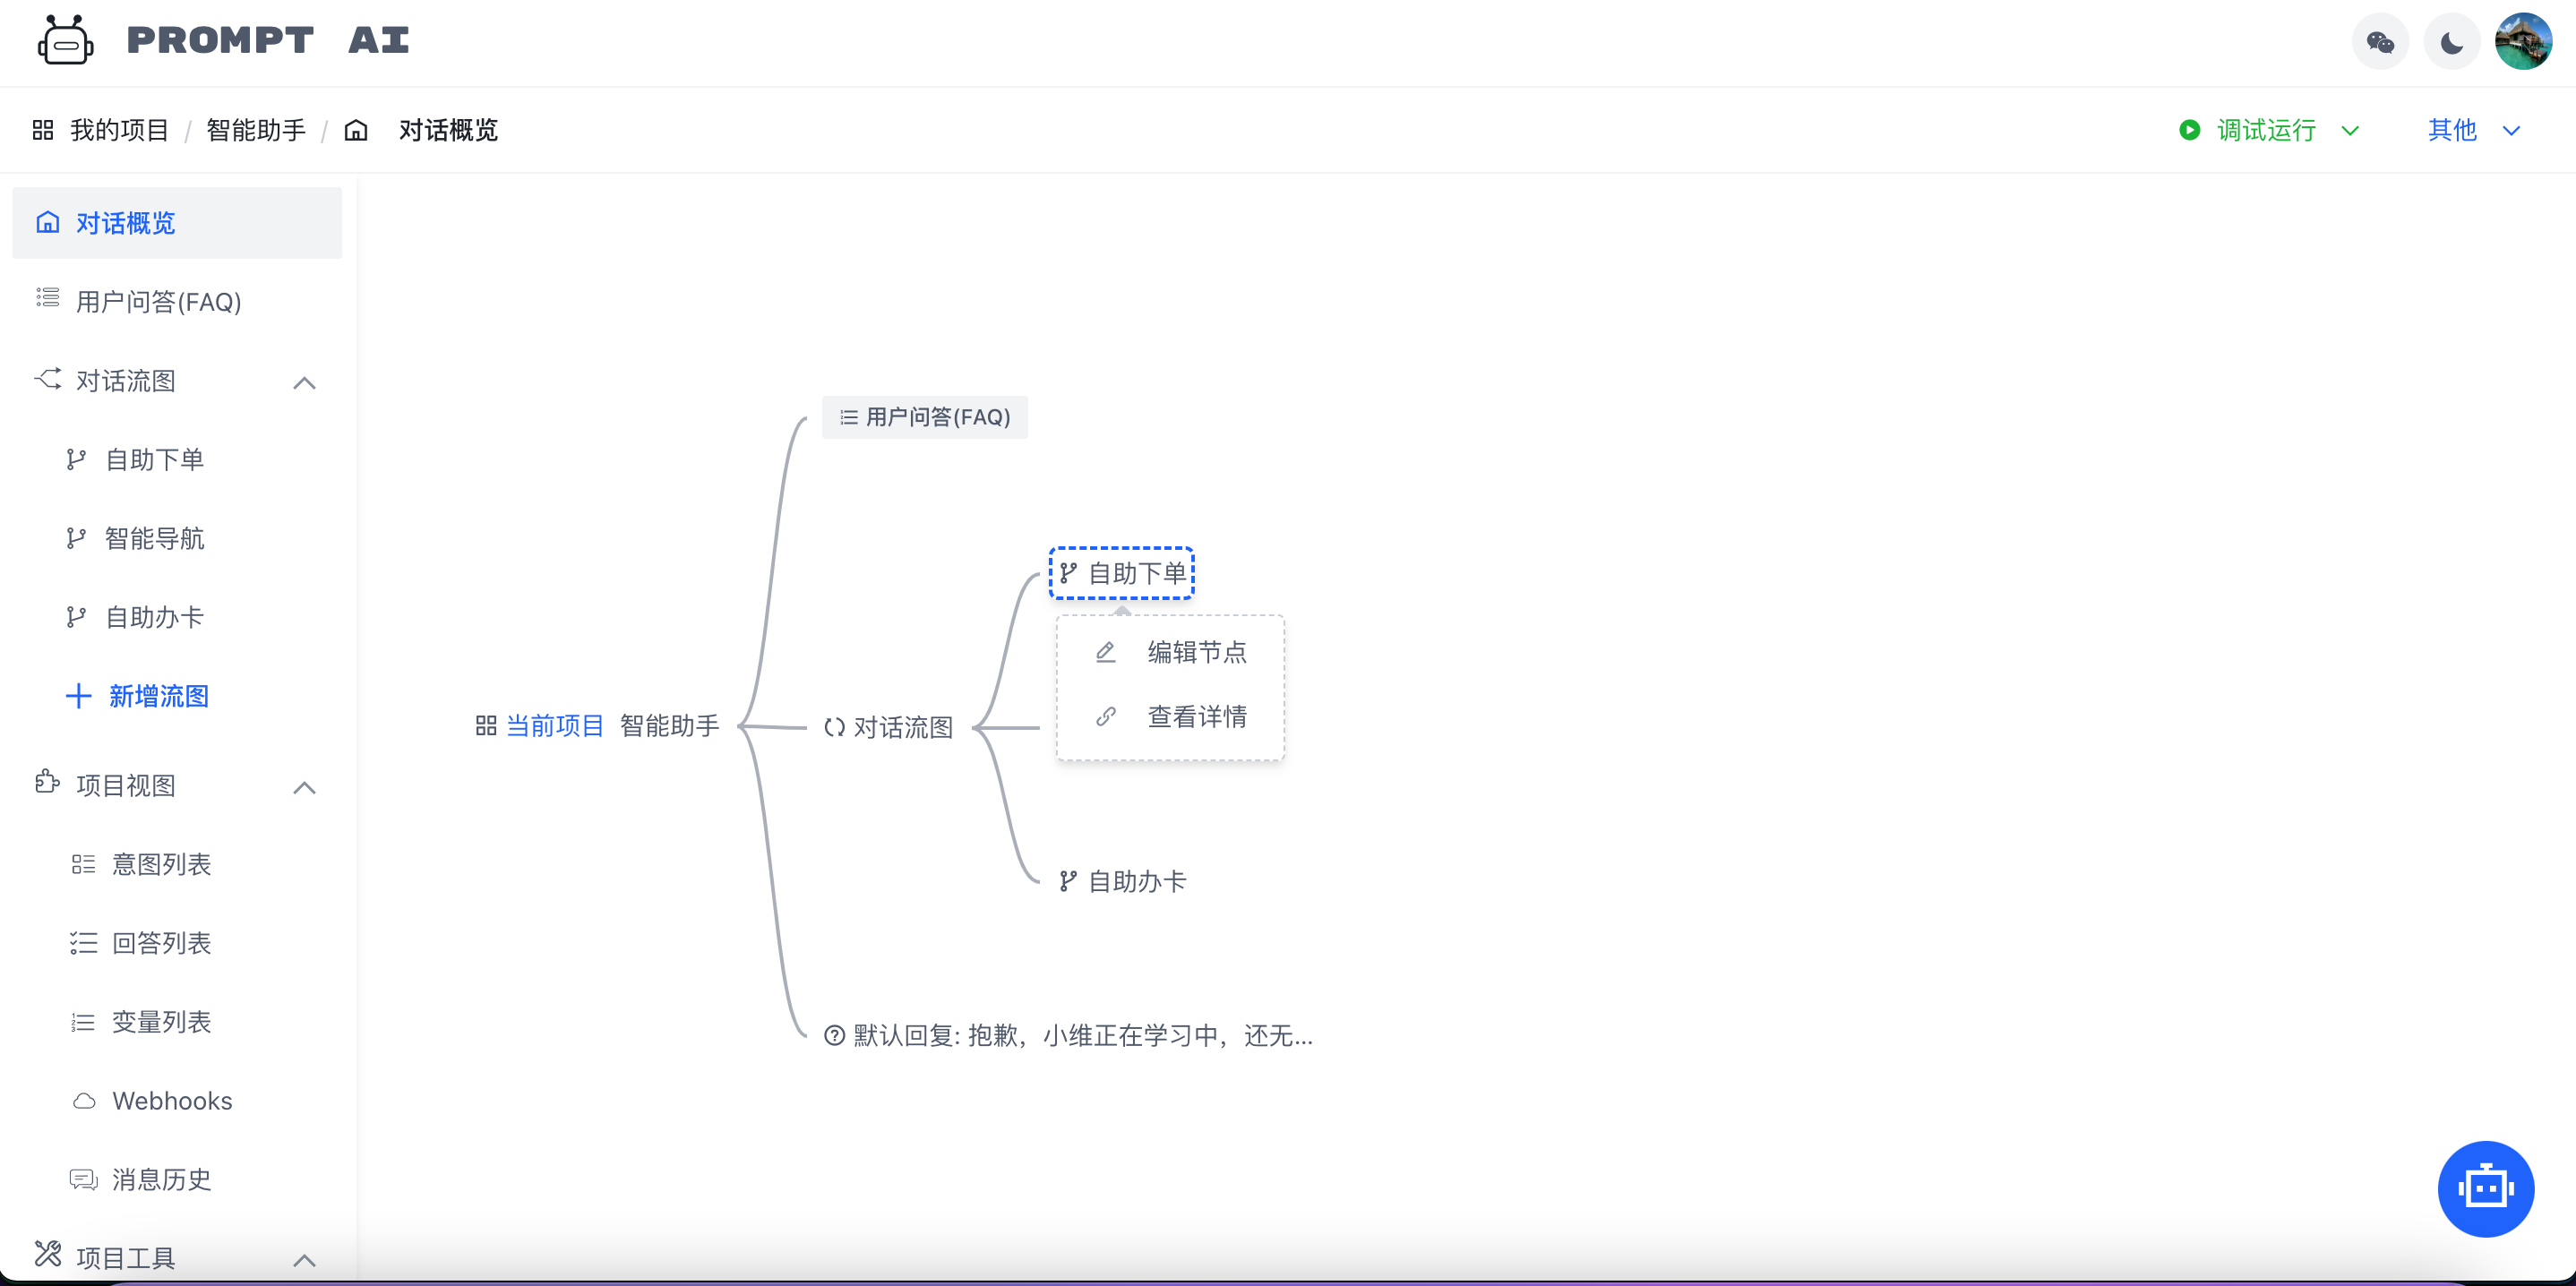 PROMPT AI
我的项目 / 智能助手 / 对话概览
调试运行
其他
对话概览
用户问答(FAQ)
对话流图
自助下单
智能导航
自助办卡
新增流图
项目视图
意图列表
回答列表
变量列表
Webhooks
消息历史
项目工具
用户问答(FAQ)
自助下单
编辑节点
查看详情
当前项目 智能助手
对话流图
自助办卡
默认回复: 抱歉，小维正在学习中，还无...